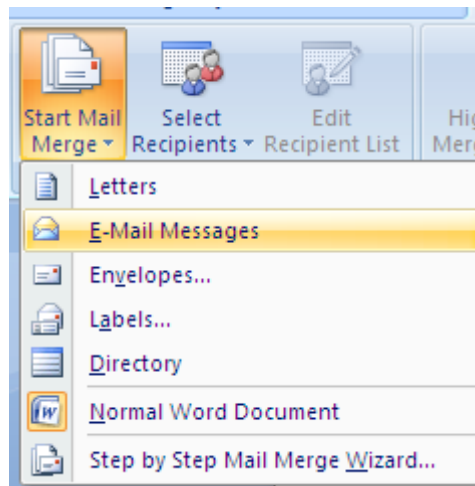 Start Mail Select Edit
Merge Recipients Recipient List
Letters
E-Mail Messages
Envelopes...
Labels...
Directory
Normal Word Document
Step by Step Mail Merge Wizard...